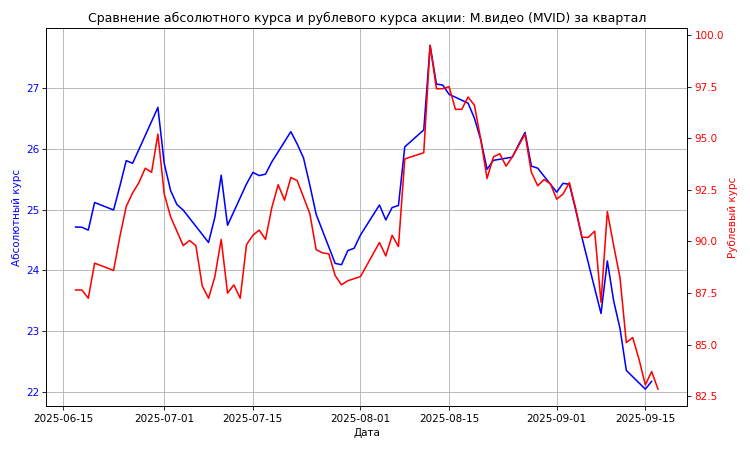 Сравнение абсолютного курса и рублевого курса акции: М.видео (MVID) за квартал
Абсолютный курс
27
26
25
24
23
22
100.0
97.5
95.0
92.5
90.0
87.5
85.0
82.5
Рублевый курс
2025-06-15 2025-07-01 2025-07-15 2025-08-01 2025-08-15 2025-09-01 2025-09-15
Дата